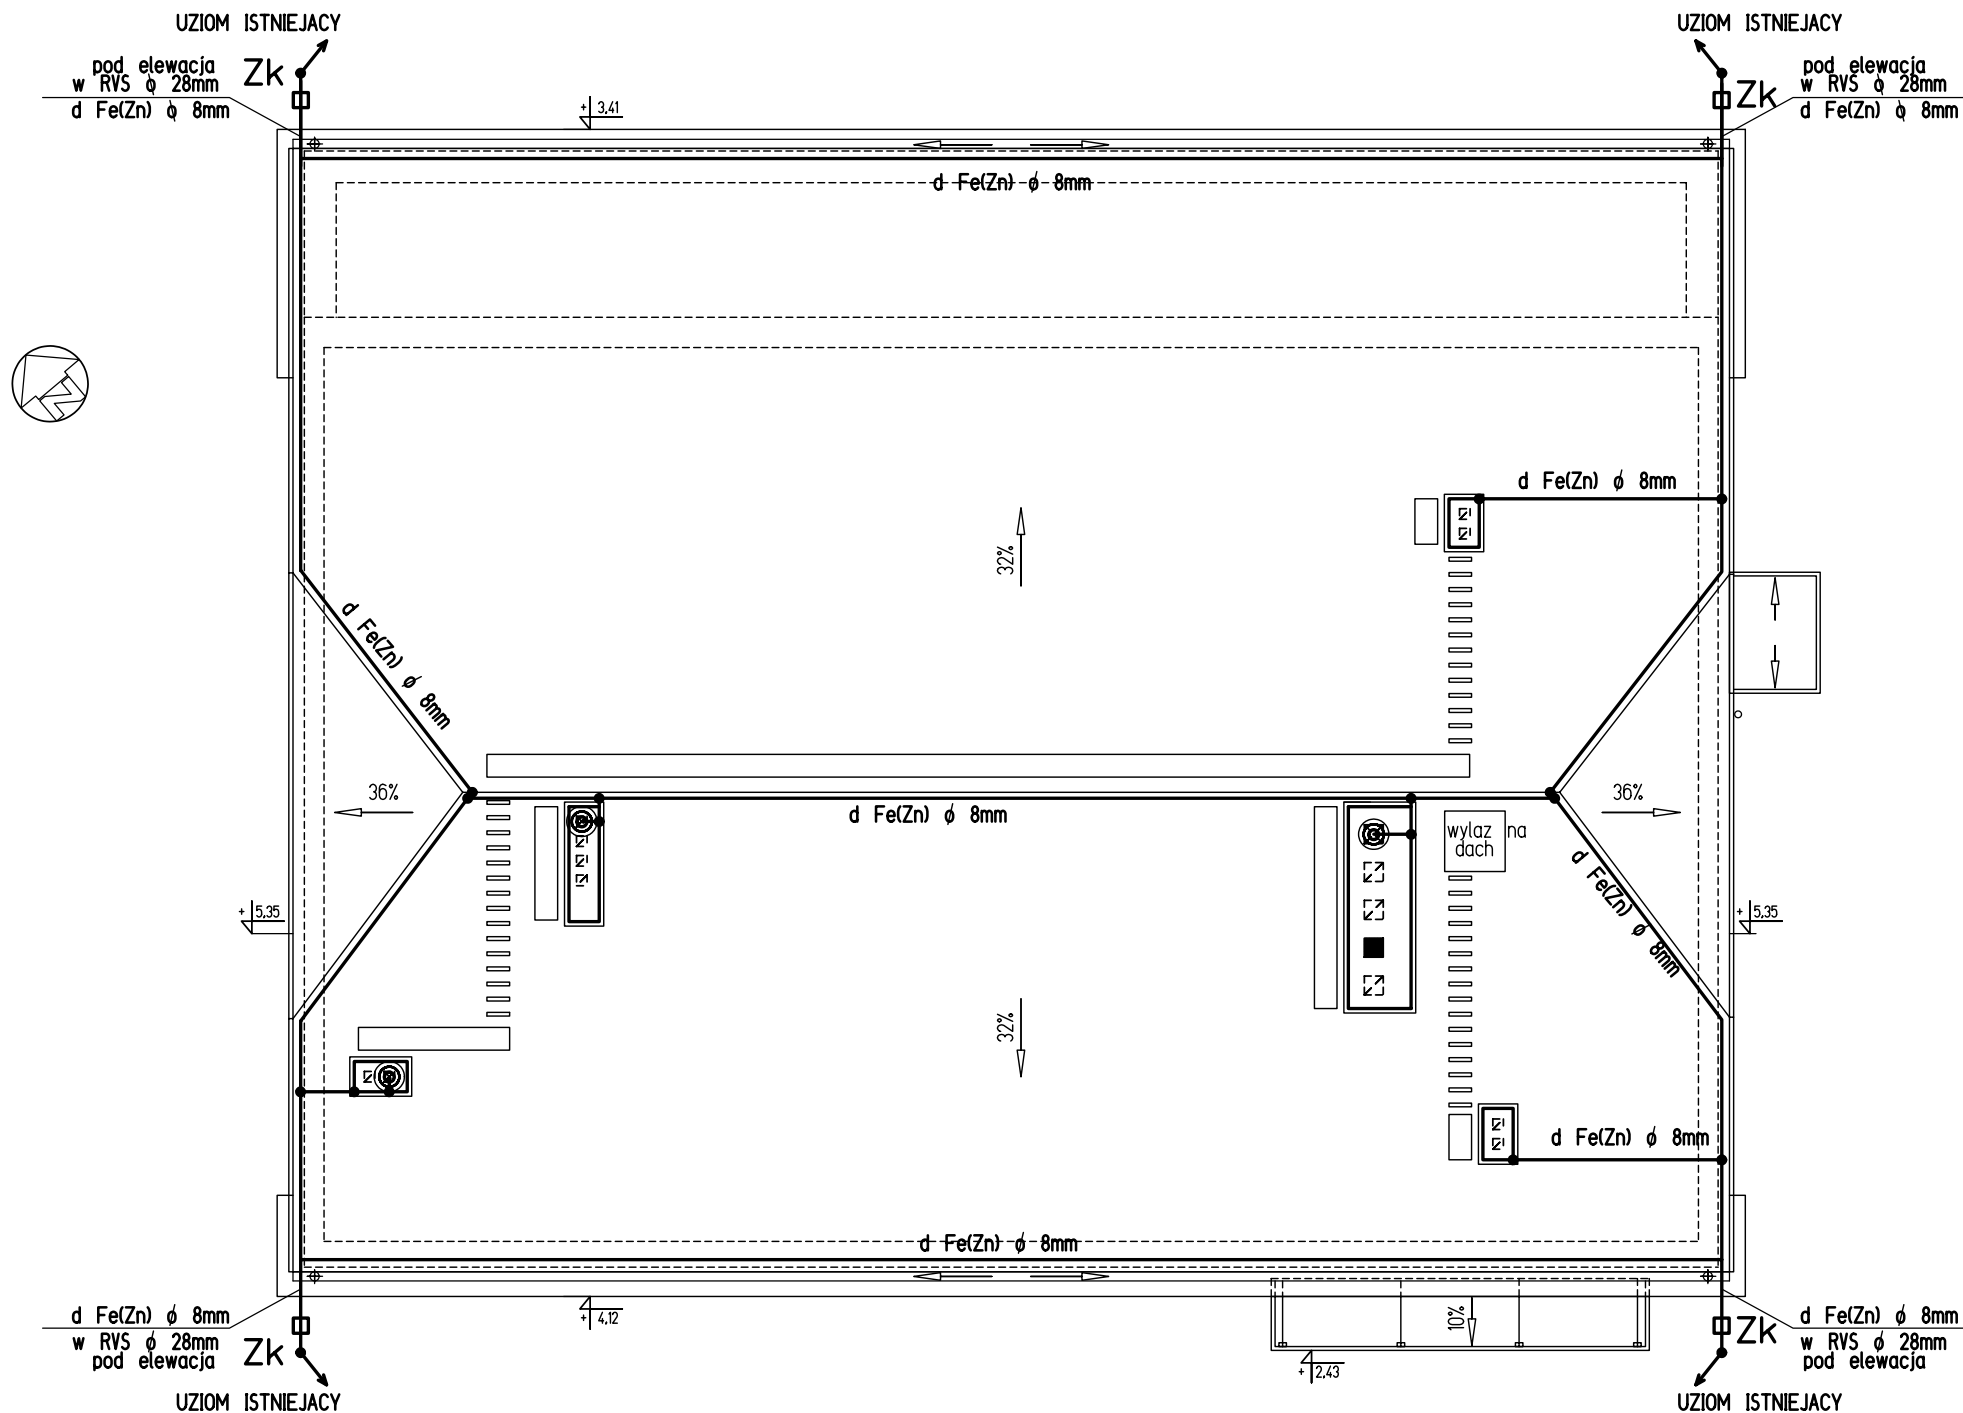 UZIOM ISTNIEJACY
UZIOM ISTNIEJACY
pod elewacja
w RVS ϕ 28mm
d Fe(Zn) ϕ 8mm
Zk
pod elewacja
w RVS ϕ 28mm
d Fe(Zn) ϕ 8mm
Zk
+ 3,41
d Fe(Zn) ϕ 8mm
N
d Fe(Zn) ϕ 8mm
32%
d Fe(Zn) ϕ 8mm
36%
36%
d Fe(Zn) ϕ 8mm
wylaz na
dach
d Fe(Zn) ϕ 8mm
+ 5,35
+ 5,35
32%
d Fe(Zn) ϕ 8mm
d Fe(Zn) ϕ 8mm
d Fe(Zn) ϕ 8mm
w RVS ϕ 28mm
pod elewacja
Zk
+ 4,12
10%
+ 2,43
d Fe(Zn) ϕ 8mm
w RVS ϕ 28mm
pod elewacja
Zk
UZIOM ISTNIEJACY
UZIOM ISTNIEJACY